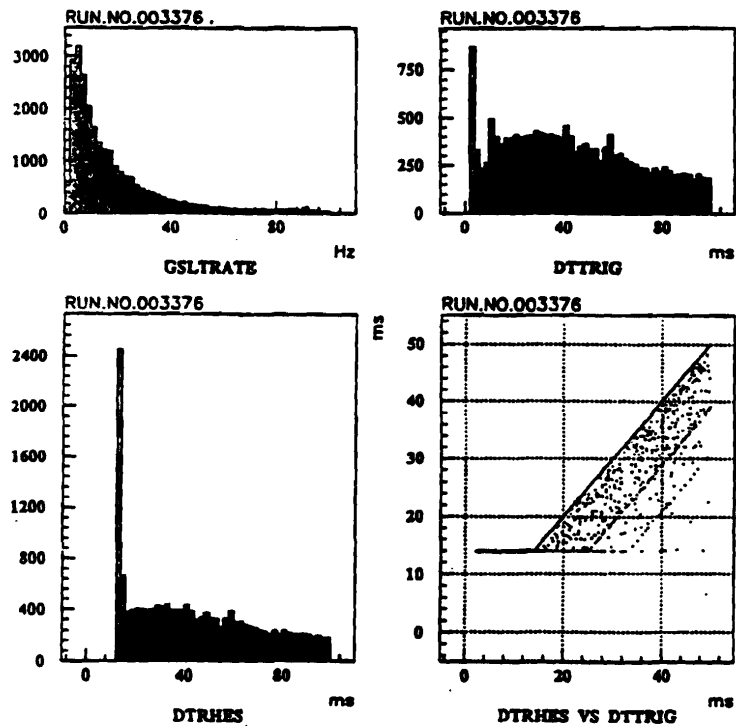 RUN.NO.003376 .
3000
2000
1000
0
0 40 80
Hz
GSLTRATE
RUN.NO.003376
750
500
250
0
0 40 80
ms
DTTRIG
RUN.NO.003376
2400
2000
1600
1200
800
400
0
0 40 80
ms
DTRHES
RUN.NO.003376
ms
50
40
30
20
10
0
0 20 40
ms
DTRHES VS DTTRIG